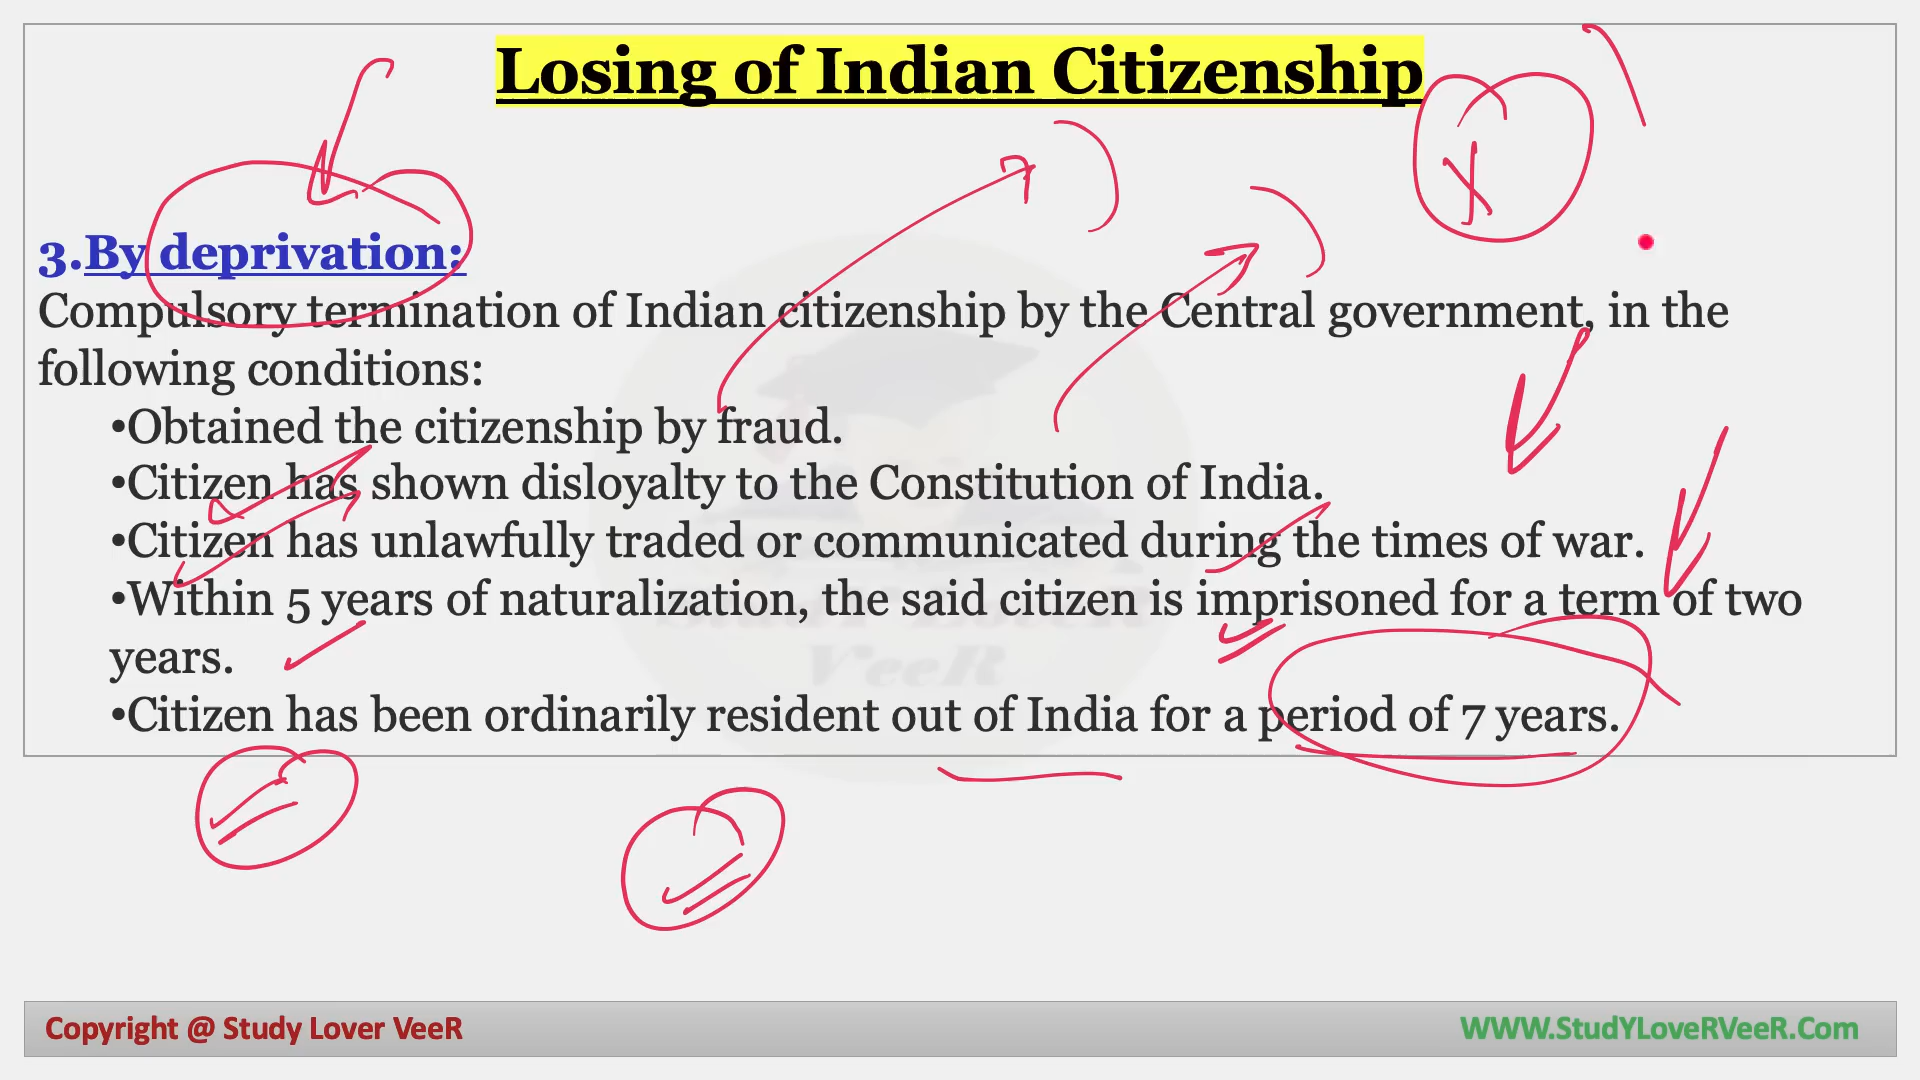 Losing of Indian Citizenship
3.By deprivation:
Compulsory termination of Indian citizenship by the Central government, in the
following conditions:
•Obtained the citizenship by fraud.
•Citizen has shown disloyalty to the Constitution of India.
•Citizen has unlawfully traded or communicated during the times of war.
•Within 5 years of naturalization, the said citizen is imprisoned for a term of two
years.
•Citizen has been ordinarily resident out of India for a period of 7 years.
Study LoveR
VeeR
Copyright @ Study Lover VeeR
WWW.StudYLoveRVeeR.Com